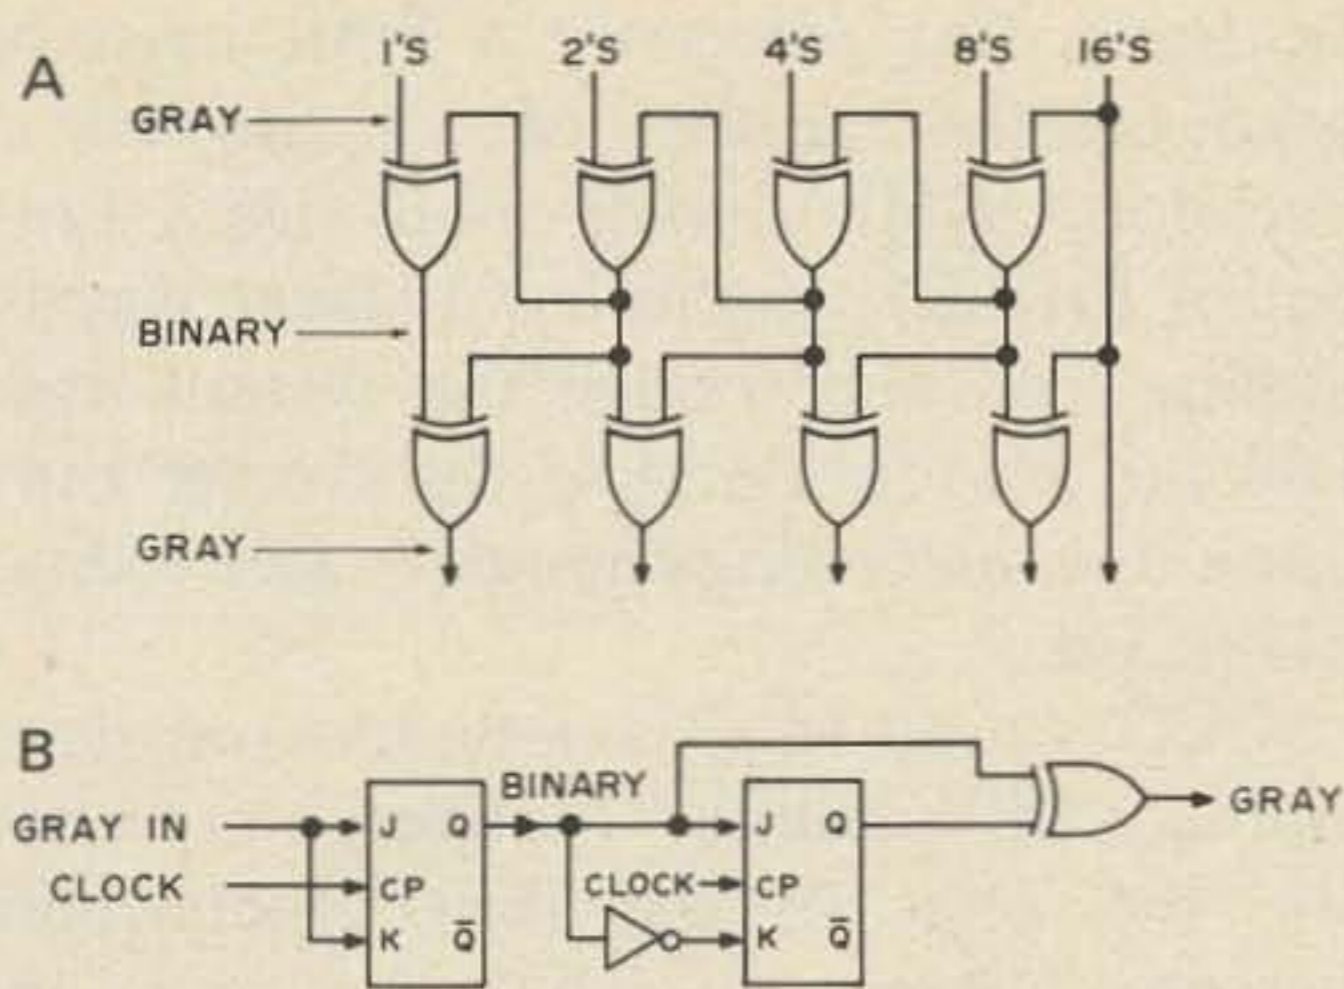 A
1'S 2'S 4'S 8'S 16'S
GRAY
BINARY
GRAY
B
BINARY
GRAY IN
J Q
J Q
GRAY
CLOCK
CP
CLOCK
CP
K Q̅
K Q̅